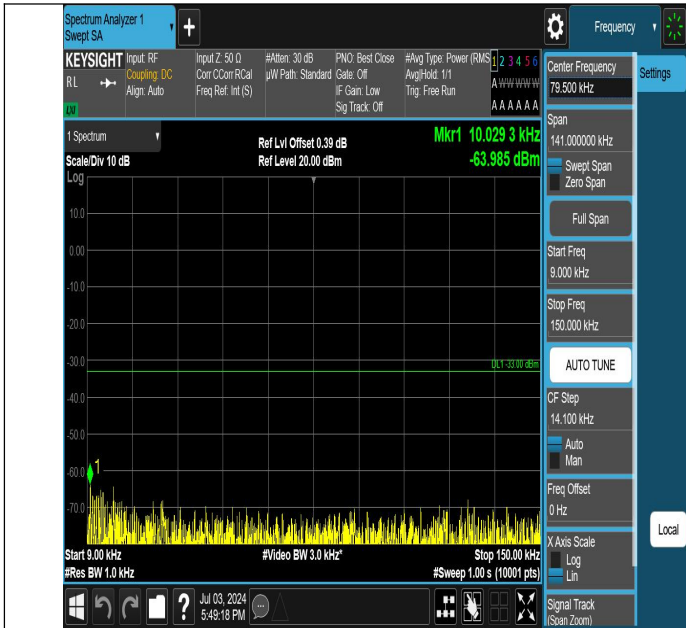 Spectrum Analyzer 1
Swept SA
+
Frequency
KEYSIGHT
RL
Input: RF
Coupling: DC
Align: Auto
Input Z: 50 Ω
Corr CCorr RCal
Freq Ref: Int (S)
#Atten: 30 dB
µW Path: Standard
PNO: Best Close
Gate: Off
IF Gain: Low
Sig Track: Off
#Avg Type: Power (RMS
Avg|Hold: 1/1
Trig: Free Run
1 2 3 4 5 6
A W W W W W
A A A A A A
1 Spectrum
Scale/Div 10 dB
Ref Lvl Offset 0.39 dB
Ref Level 20.00 dBm
Mkr1 10.029 3 kHz
-63.985 dBm
Log
10.0
0.00
-10.0
-20.0
-30.0
DL1 -33.00 dBm
-40.0
-50.0
-60.0
1
-70.0
Start 9.00 kHz
#Video BW 3.0 kHz*
Stop 150.00 kHz
#Res BW 1.0 kHz
#Sweep 1.00 s (10001 pts)
?
Jul 03, 2024
5:49:18 PM
Center Frequency
79.500 kHz
Settings
Span
141.000000 kHz
Swept Span
Zero Span
Full Span
Start Freq
9.000 kHz
Stop Freq
150.000 kHz
AUTO TUNE
CF Step
14.100 kHz
Auto
Man
Freq Offset
0 Hz
Local
X Axis Scale
Log
Lin
Signal Track
(Span Zoom)